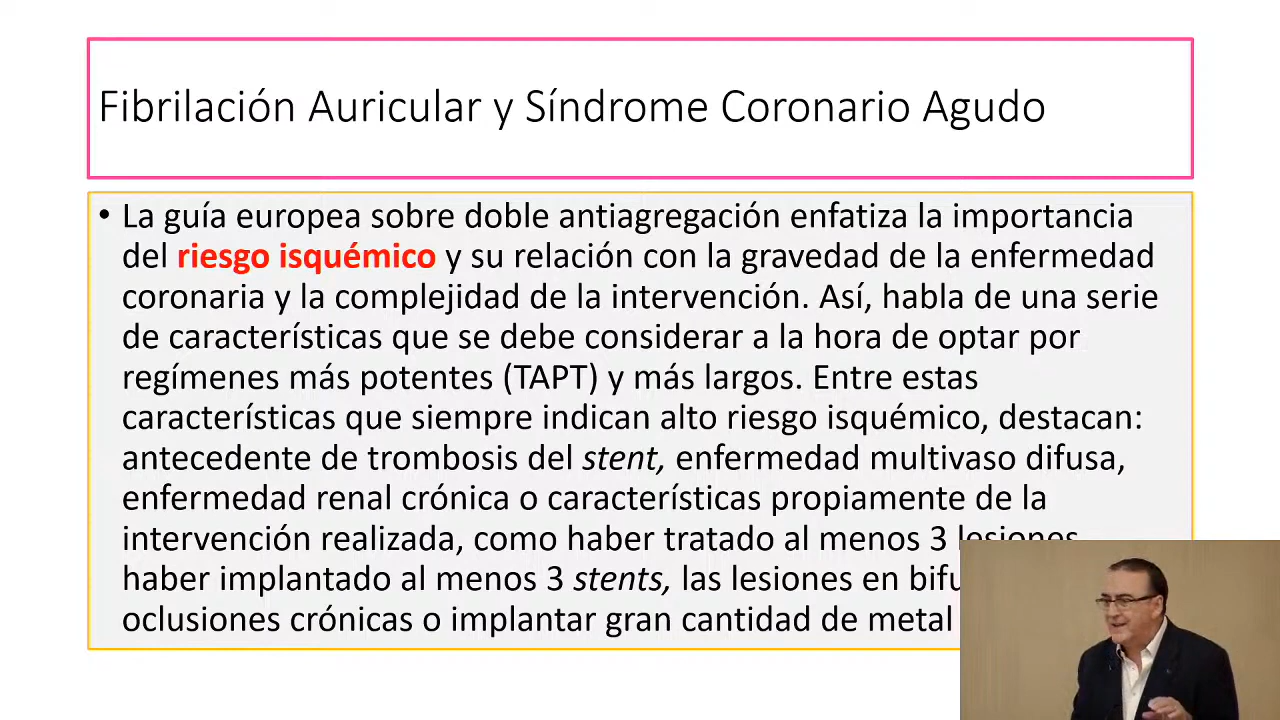 Fibrilación Auricular y Síndrome Coronario Agudo
• La guía europea sobre doble antiagregación enfatiza la importancia
del riesgo isquémico y su relación con la gravedad de la enfermedad
coronaria y la complejidad de la intervención. Así, habla de una serie
de características que se debe considerar a la hora de optar por
regímenes más potentes (TAPT) y más largos. Entre estas
características que siempre indican alto riesgo isquémico, destacan:
antecedente de trombosis del stent, enfermedad multivaso difusa,
enfermedad renal crónica o características propiamente de la
intervención realizada, como haber tratado al menos 3 lesiones
haber implantado al menos 3 stents, las lesiones en
oclusiones crónicas o implantar gran cantidad de metal